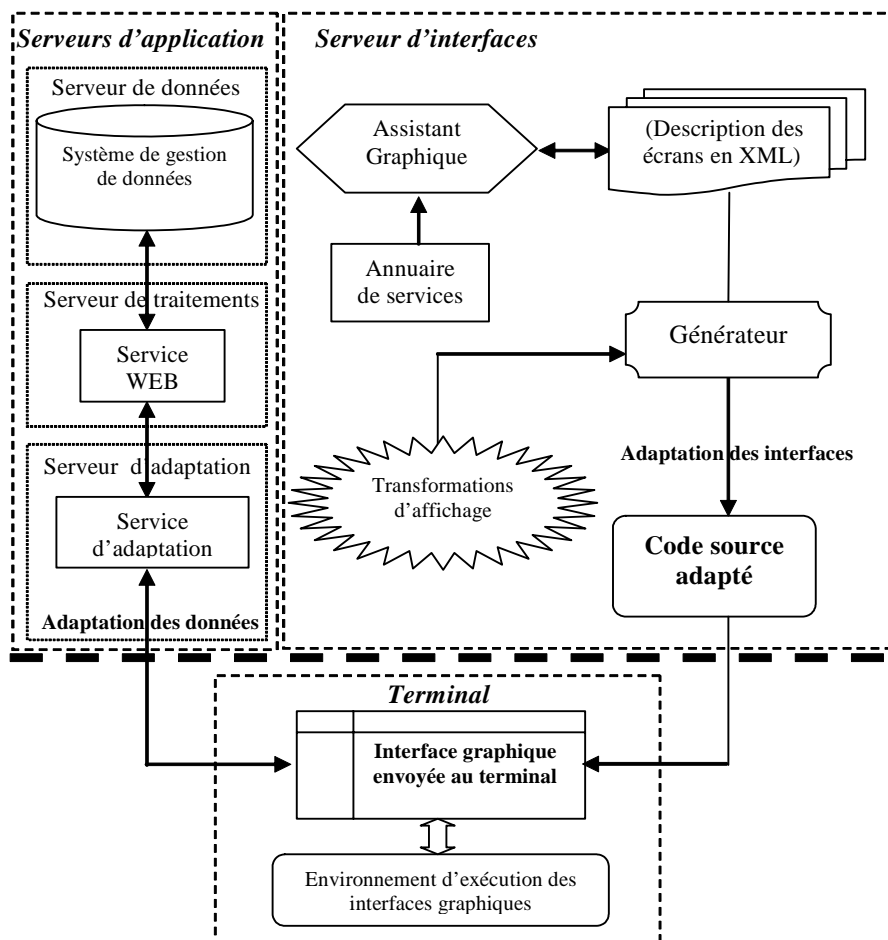 Serveurs d'application
Serveur de données
Système de gestion
de données
Serveur de traitements
Service
WEB
Serveur d'adaptation
Service
d'adaptation
Adaptation des données
Serveur d'interfaces
Assistant
Graphique
(Description des
écrans en XML)
Annuaire
de services
Générateur
Adaptation des interfaces
Transformations
d'affichage
Code source
adapté
Terminal
Interface graphique
envoyée au terminal
Environnement d'exécution des
interfaces graphiques